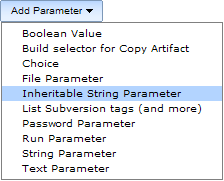 Add Parameter
Boolean Value
Build selector for Copy Artifact
Choice
File Parameter
Inheritable String Parameter
List Subversion tags (and more)
Password Parameter
Run Parameter
String Parameter
Text Parameter